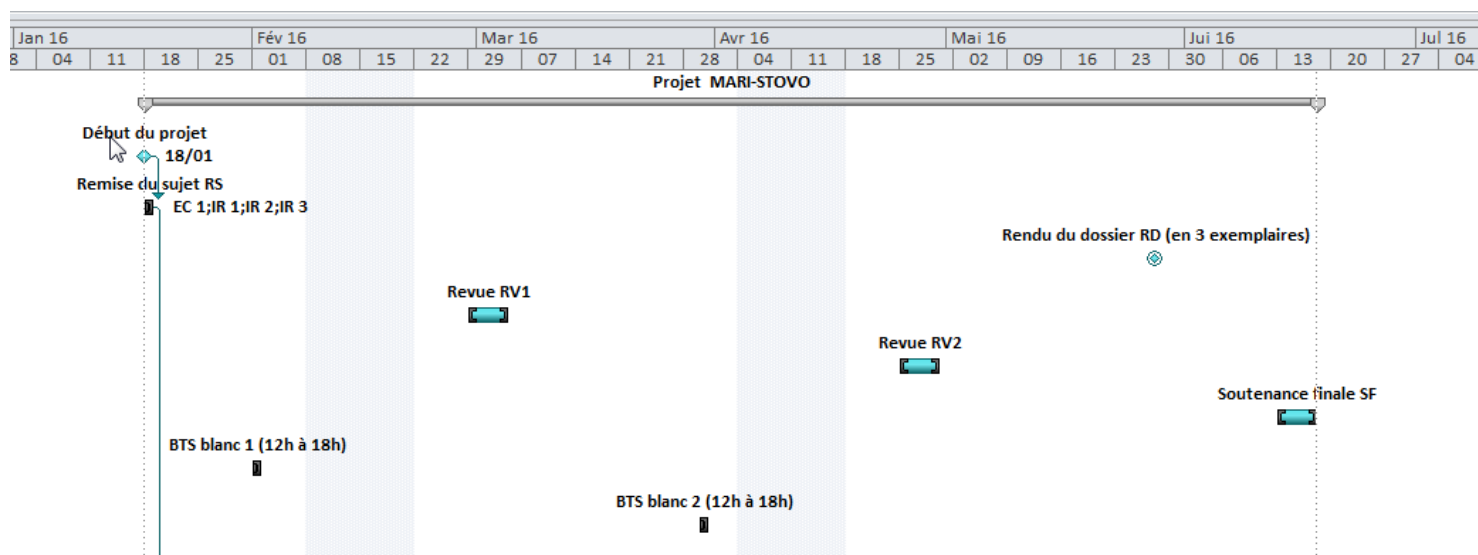 Jan 16 Fév 16 Mar 16 Avr 16 Mai 16 Jui 16 Jul 16
8 04 11 18 25 01 08 15 22 29 07 14 21 28 04 11 18 25 02 09 16 23 30 06 13 20 27 04
Projet MARI-STOVO
Début du projet
18/01
Remise du sujet RS
EC 1;IR 1;IR 2;IR 3
Rendu du dossier RD (en 3 exemplaires)
Revue RV1
Revue RV2
Soutenance finale SF
BTS blanc 1 (12h à 18h)
BTS blanc 2 (12h à 18h)